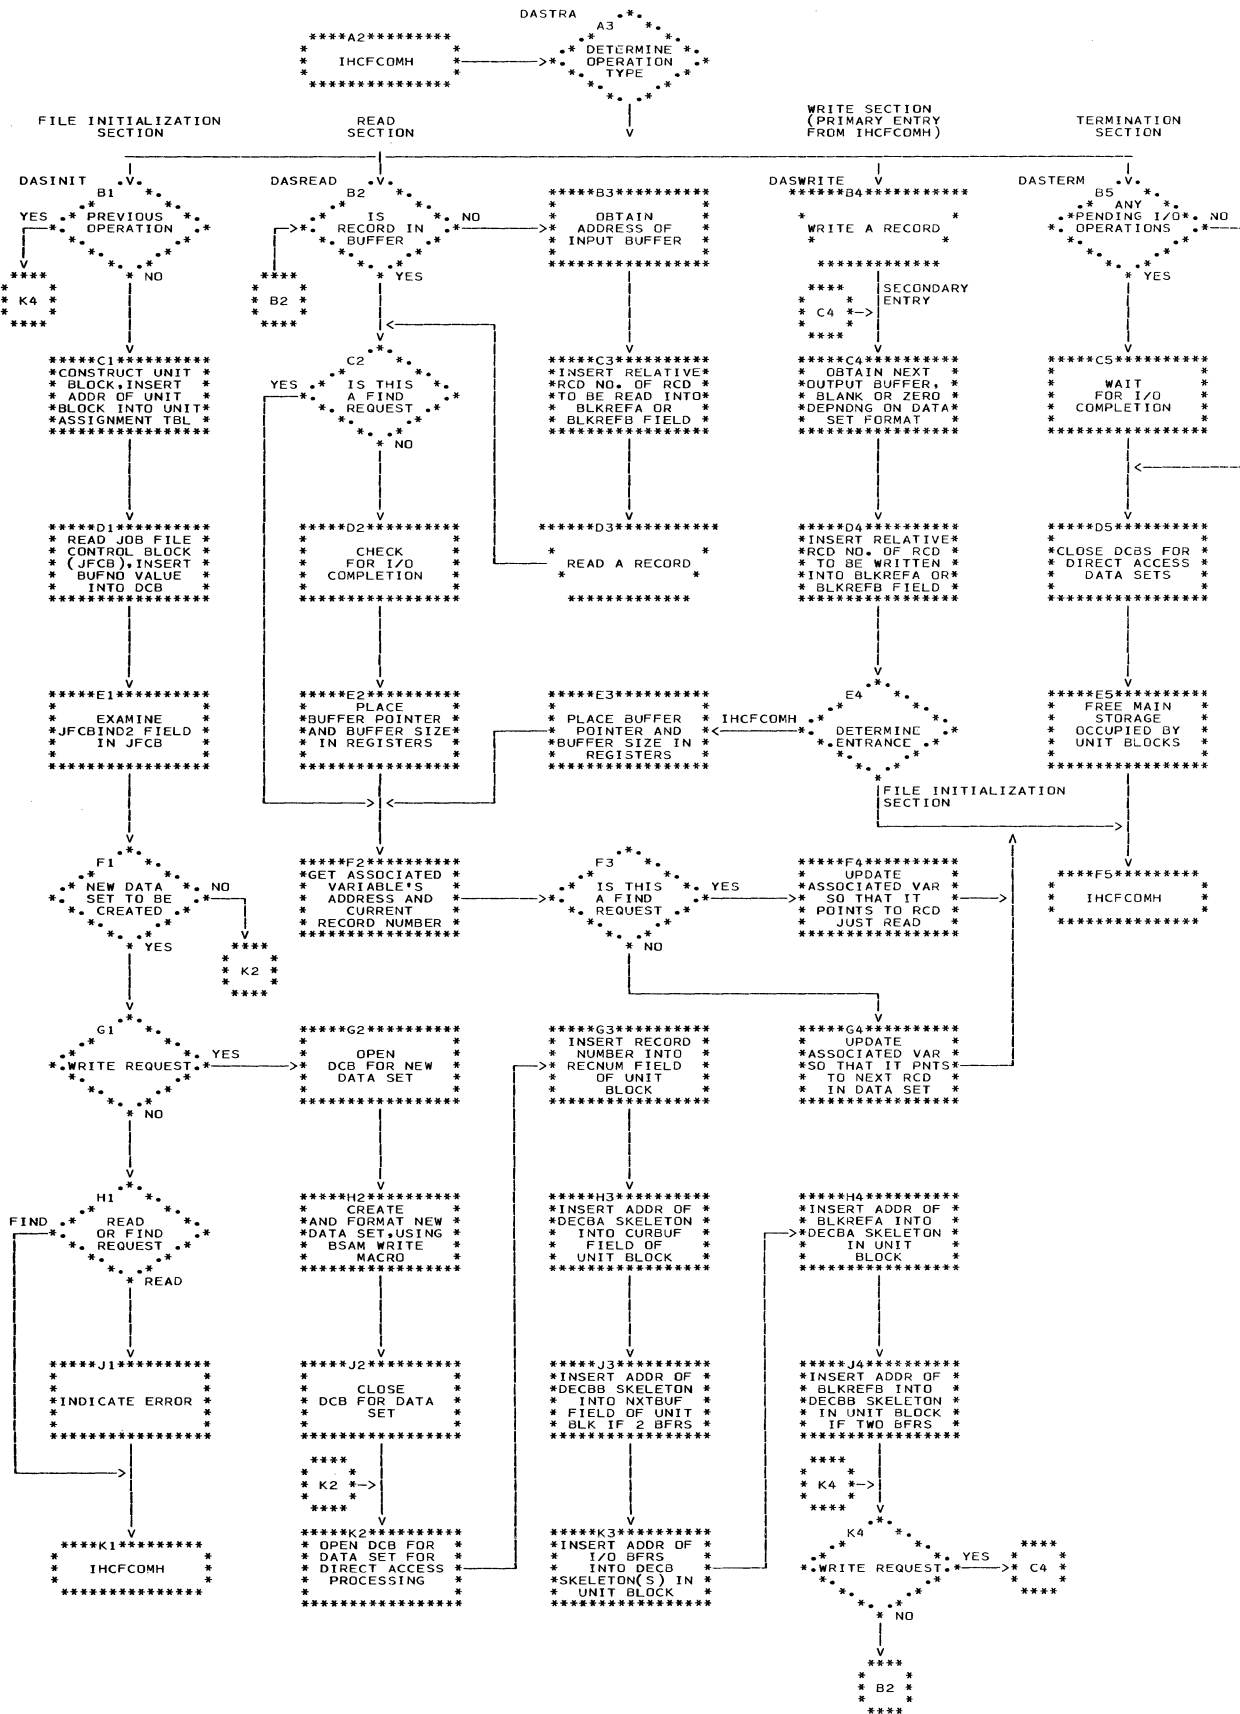 DASTRA
A3
DETERMINE
OPERATION
TYPE
****A2*********
IHCFCOMH
FILE INITIALIZATION
SECTION
READ
SECTION
WRITE SECTION
(PRIMARY ENTRY
FROM IHCFCOMH)
TERMINATION
SECTION
DASINIT
B1
PREVIOUS
OPERATION
YES
NO
K4
DASREAD
B2
IS
RECORD IN
BUFFER
NO
YES
B2
*****B3**********
OBTAIN
ADDRESS OF
INPUT BUFFER
DASWRITE
B4
WRITE A RECORD
SECONDARY
ENTRY
C4
DASTERM
B5
ANY
PENDING I/O
OPERATIONS
NO
YES
*****C1**********
CONSTRUCT UNIT
BLOCK,INSERT
ADDR OF UNIT
BLOCK INTO UNIT
ASSIGNMENT TBL
C2
IS THIS
A FIND
REQUEST
YES
NO
*****C3**********
INSERT RELATIVE
RCD NO. OF RCD
TO BE READ INTO
BLKREFA OR
BLKREFB FIELD
*****C4**********
OBTAIN NEXT
OUTPUT BUFFER,
BLANK OR ZERO
DEPNDNG ON DATA
SET FORMAT
*****C5**********
WAIT
FOR I/O
COMPLETION
*****D1**********
READ JOB FILE
CONTROL BLOCK
(JFCB),INSERT
BUFNO VALUE
INTO DCB
*****D2**********
CHECK
FOR I/O
COMPLETION
D3
READ A RECORD
*****D4**********
INSERT RELATIVE
RCD NO. OF RCD
TO BE WRITTEN
INTO BLKREFA OR
BLKREFB FIELD
*****D5**********
CLOSE DCBS FOR
DIRECT ACCESS
DATA SETS
*****E1**********
EXAMINE
JFCBIND2 FIELD
IN JFCB
*****E2**********
PLACE
BUFFER POINTER
AND BUFFER SIZE
IN REGISTERS
*****E3**********
PLACE BUFFER
POINTER AND
BUFFER SIZE IN
REGISTERS
IHCFCOMH
E4
DETERMINE
ENTRANCE
FILE INITIALIZATION
SECTION
*****E5**********
FREE MAIN
STORAGE
OCCUPIED BY
UNIT BLOCKS
F1
NEW DATA
SET TO BE
CREATED
NO
YES
K2
*****F2**********
GET ASSOCIATED
VARIABLE'S
ADDRESS AND
CURRENT
RECORD NUMBER
F3
IS THIS
A FIND
REQUEST
YES
NO
*****F4**********
UPDATE
ASSOCIATED VAR
SO THAT IT
POINTS TO RCD
JUST READ
****F5*********
IHCFCOMH
G1
WRITE REQUEST
YES
NO
*****G2**********
OPEN
DCB FOR NEW
DATA SET
*****G3**********
INSERT RECORD
NUMBER INTO
RECNUM FIELD
OF UNIT
BLOCK
*****G4**********
UPDATE
ASSOCIATED VAR
SO THAT IT PNTS
TO NEXT RCD
IN DATA SET
H1
READ
OR FIND
REQUEST
FIND
READ
*****H2**********
CREATE
AND FORMAT NEW
DATA SET,USING
BSAM WRITE
MACRO
*****H3**********
INSERT ADDR OF
DECBA SKELETON
INTO CURBUF
FIELD OF
UNIT BLOCK
*****H4**********
INSERT ADDR OF
BLKREFA INTO
DECBA SKELETON
IN UNIT
BLOCK
*****J1**********
INDICATE ERROR
*****J2**********
CLOSE
DCB FOR DATA
SET
*****J3**********
INSERT ADDR OF
DECBB SKELETON
INTO NXTBUF
FIELD OF UNIT
BLK IF 2 BFRS
*****J4**********
INSERT ADDR OF
BLKREFB INTO
DECBB SKELETON
IN UNIT BLOCK
IF TWO BFRS
K2
K4
****K1*********
IHCFCOMH
*****K2**********
OPEN DCB FOR
DATA SET FOR
DIRECT ACCESS
PROCESSING
*****K3**********
INSERT ADDR OF
I/O BFRS
INTO DECB
SKELETON(S) IN
UNIT BLOCK
K4
WRITE REQUEST
YES
C4
NO
B2